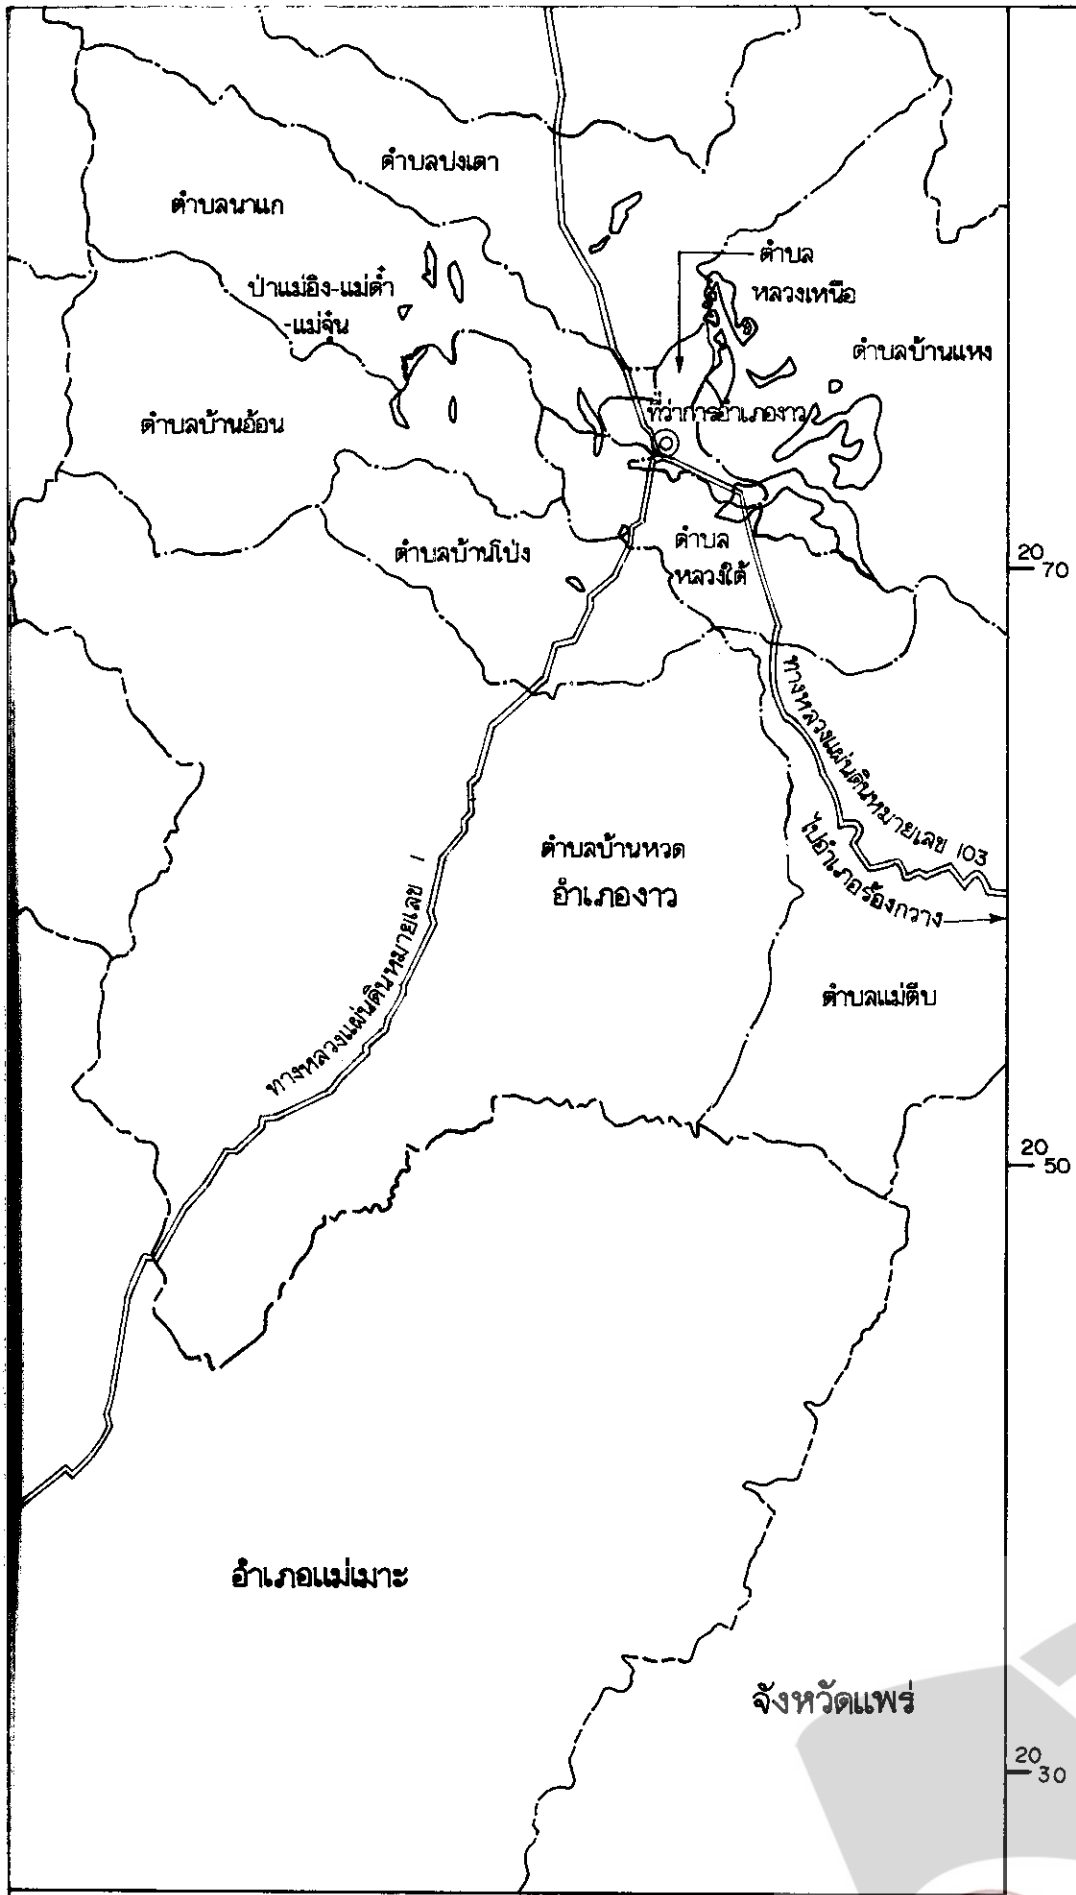 ตำบลปงเตา
ตำบลนาแก
ตำบล
หลวงเหนือ
ป่าแม่อิง-แม่ต๋ำ
-แม่จุ๋น
ตำบลบ้านแหง
ตำบลบ้านอ้อน
ที่ว่าการอำเภองาว
ตำบลบ้านโป่ง
ตำบล
หลวงใต้
20 70
ทางหลวงแผ่นดินหมายเลข 103
ไปอำเภอร้องกวาง
ตำบลบ้านหวด
อำเภองาว
ทางหลวงแผ่นดินหมายเลข 1
ตำบลแม่ตีบ
20 50
อำเภอแม่เมาะ
จังหวัดแพร่
20 30